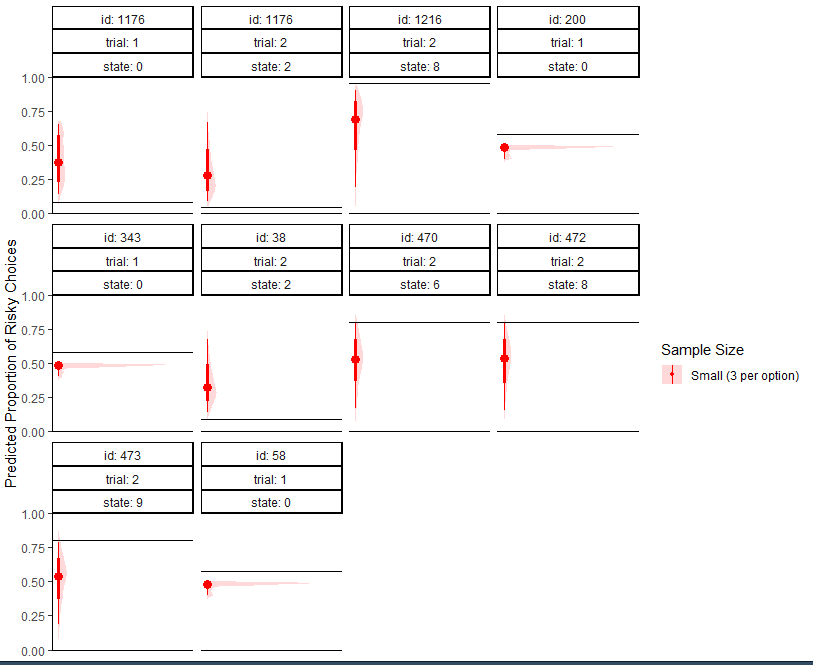 id: 1176 id: 1176 id: 1216 id: 200
trial: 1 trial: 2 trial: 2 trial: 1
state: 0 state: 2 state: 8 state: 0
1.00
0.75
0.50
0.25
0.00
id: 343 id: 38 id: 470 id: 472
trial: 1 trial: 2 trial: 2 trial: 2
state: 0 state: 2 state: 6 state: 8
1.00
0.75
0.50
0.25
0.00
id: 473 id: 58
trial: 2 trial: 1
state: 9 state: 0
1.00
0.75
0.50
0.25
0.00
Predicted Proportion of Risky Choices
Sample Size
Small (3 per option)